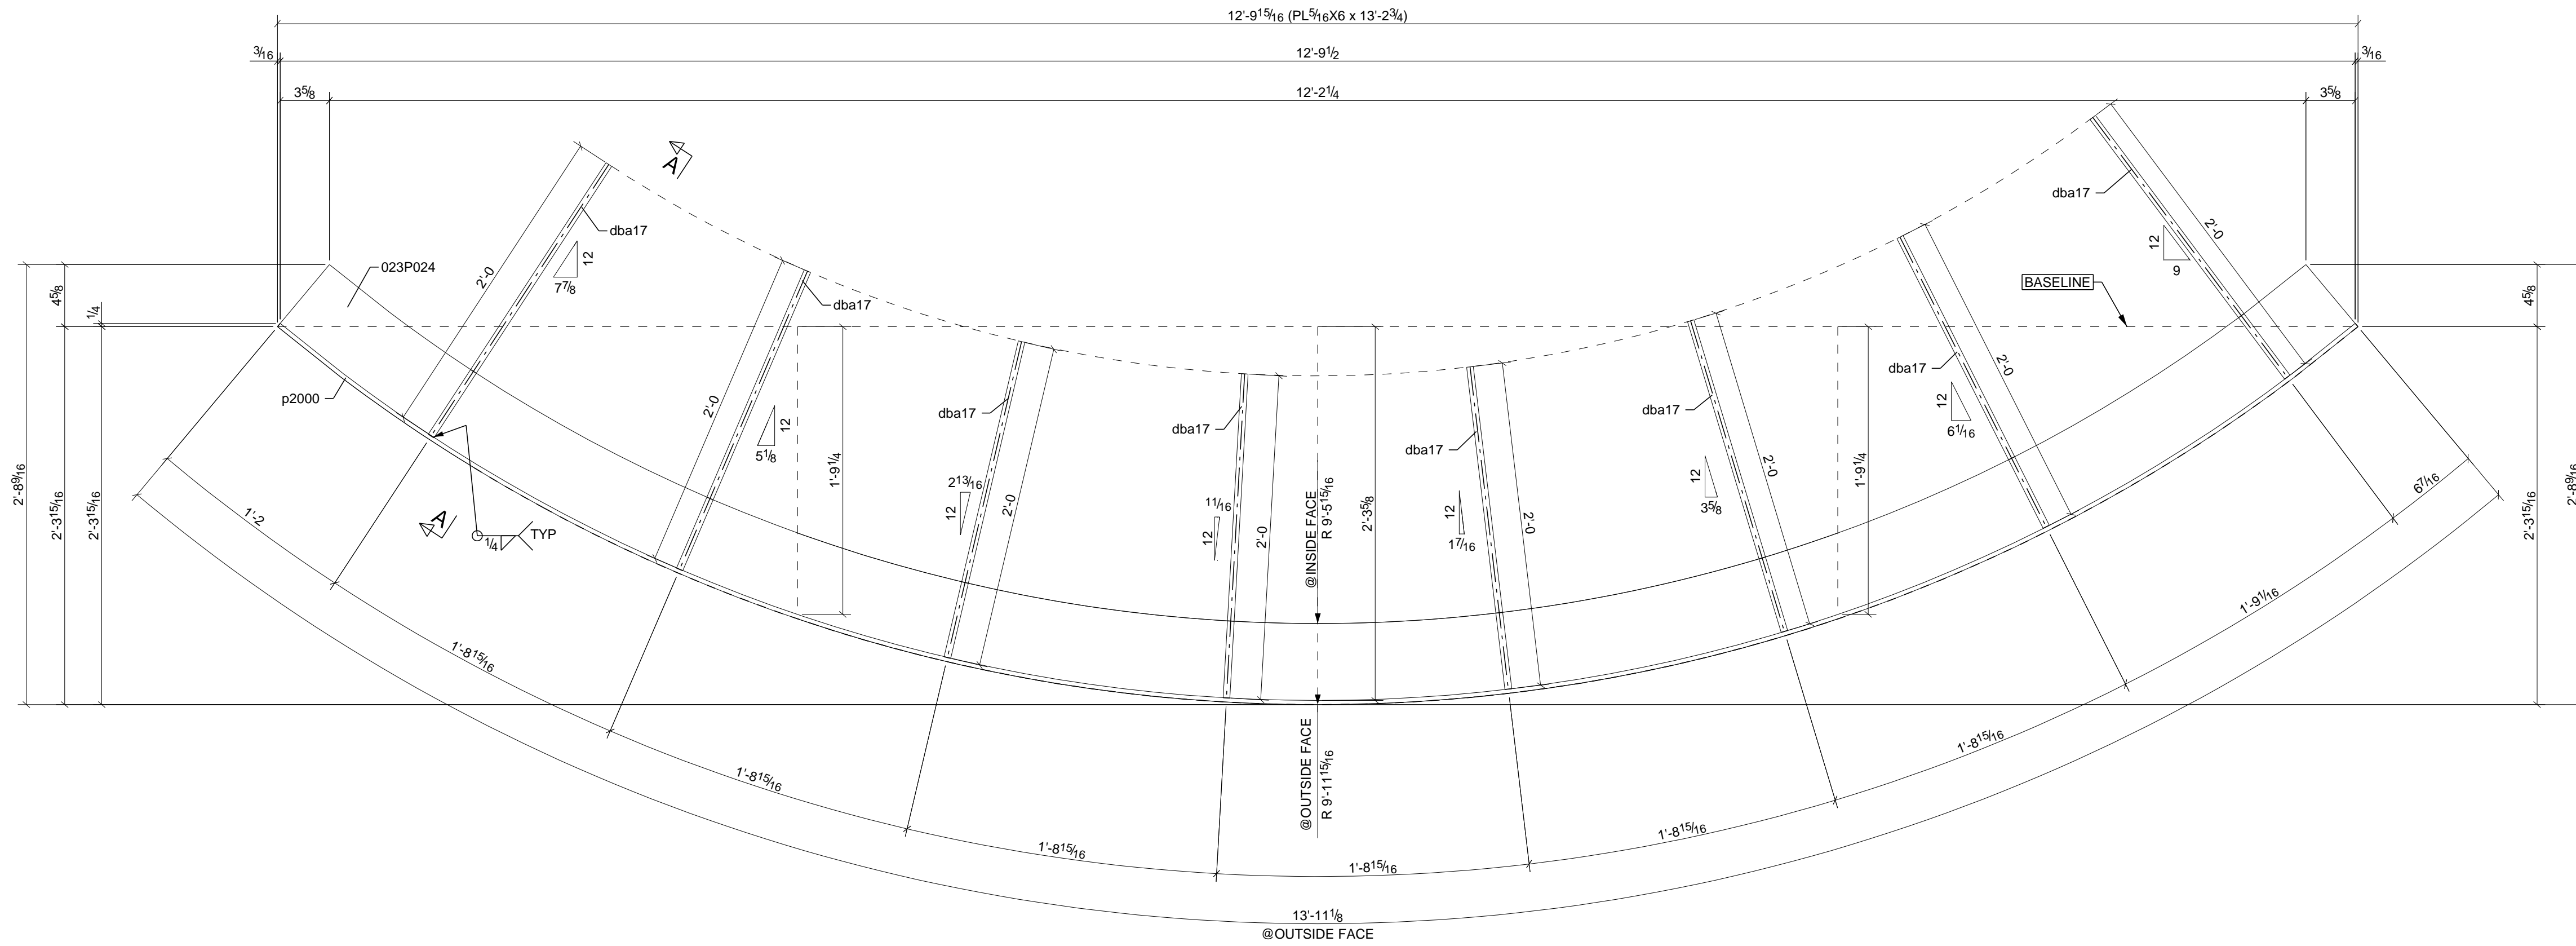 12'-9 15/16 (PL5/16X6 x 13'-2 3/4)
3/16
12'-9 1/2
3/16
3 5/8
12'-2 1/4
3 5/8
A
2'-0
dba17
12
7 7/8
dba17
12
9
2'-0
023P024
BASELINE
4 5/8
1/4
4 5/8
dba17
2'-0
12
5 1/8
dba17
12
6 1/16
2'-0
p2000
dba17
dba17
dba17
dba17
1'-9 1/4
2 13/16
12
2'-0
11/16
12
2'-0
@INSIDE FACE
R 9'-5 15/16
2'-3 5/8
12
1 7/16
2'-0
12
3 5/8
2'-0
1'-9 1/4
2'-8 9/16
2'-3 15/16
2'-3 15/16
2'-3 15/16
2'-8 9/16
A
1/4
TYP
1'-2
6 7/16
1'-8 15/16
1'-9 1/16
1'-8 15/16
@OUTSIDE FACE
R 9'-11 15/16
1'-8 15/16
1'-8 15/16
1'-8 15/16
1'-8 15/16
1'-8 15/16
13'-11 1/8
@OUTSIDE FACE